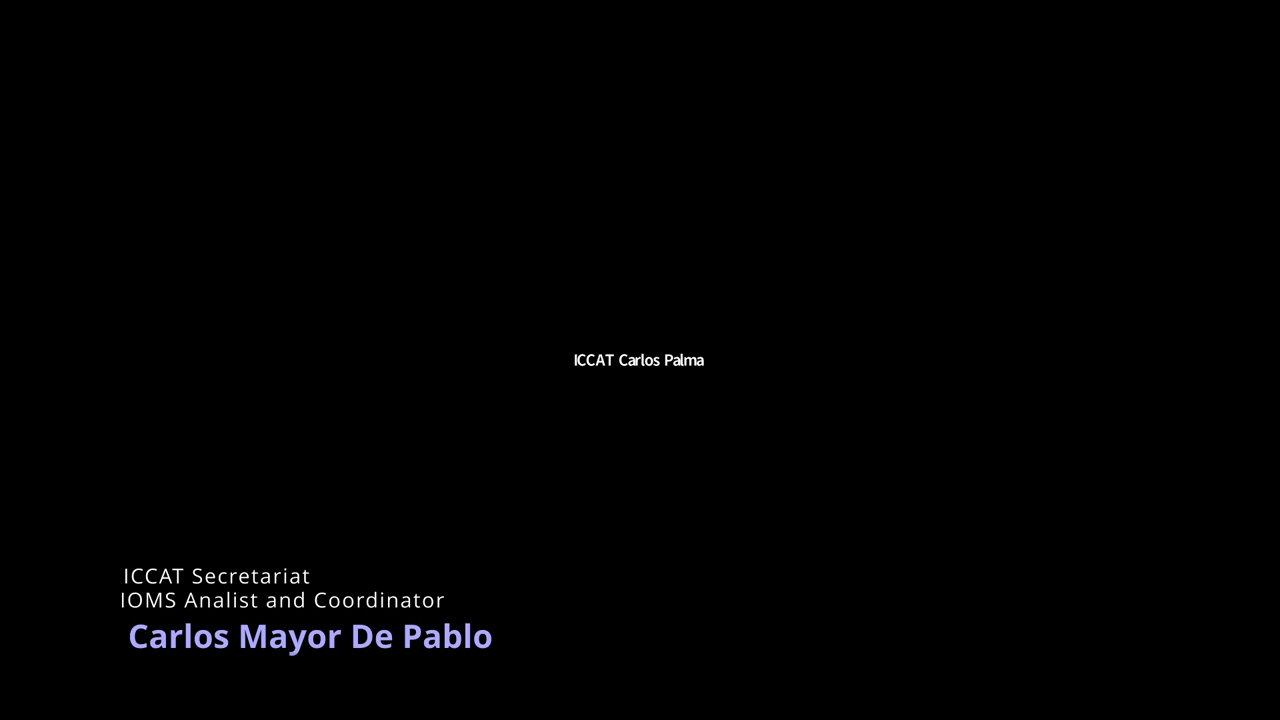 ICCAT Carlos Palma
ICCAT Secretariat
IOMS Analist and Coordinator
Carlos Mayor De Pablo